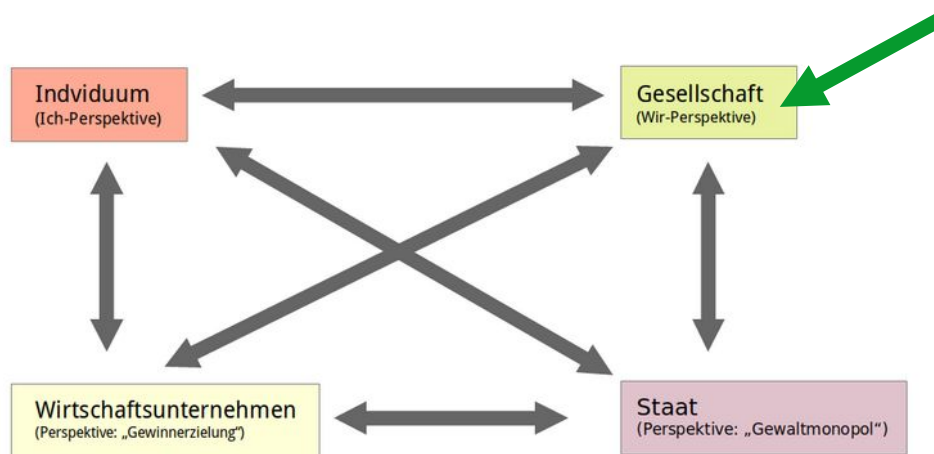 Indviduum
(Ich-Perspektive)
Gesellschaft
(Wir-Perspektive)
Wirtschaftsunternehmen
(Perspektive: „Gewinnerzielung“)
Staat
(Perspektive: „Gewaltmonopol“)